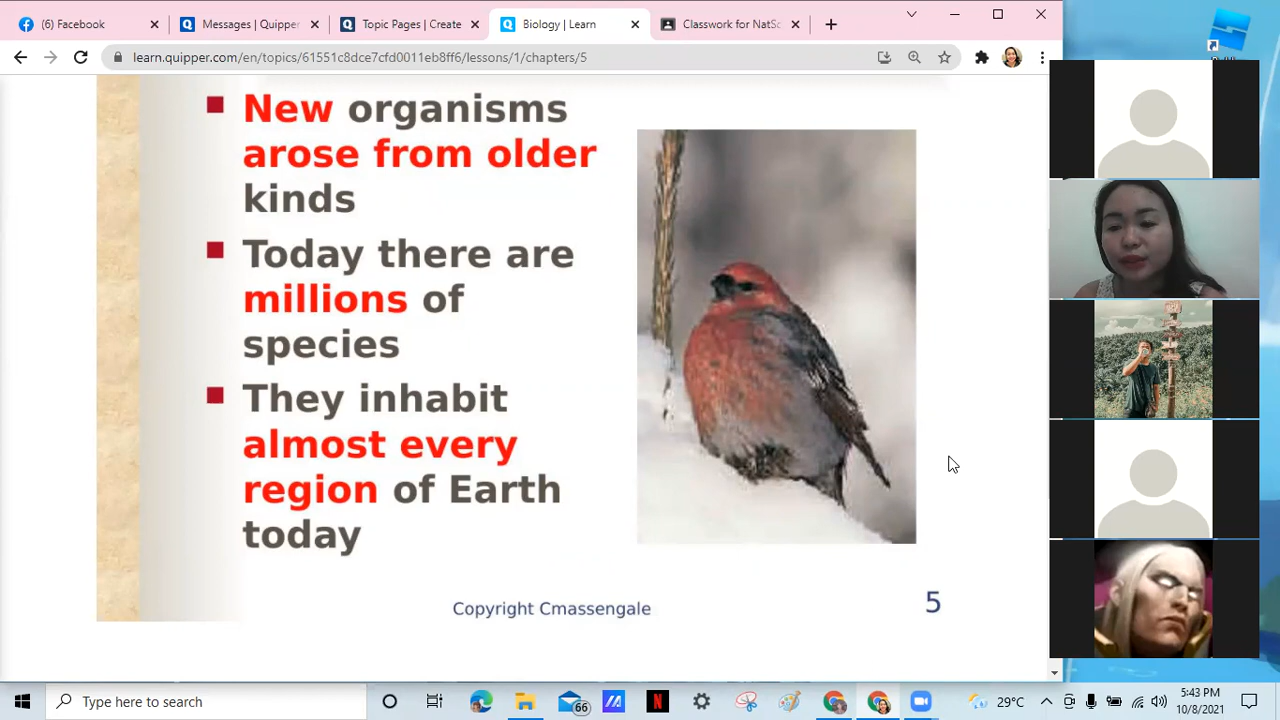 (6) Facebook
Messages | Quipper
Topic Pages | Create
Biology | Learn
Classwork for NatSc
learn.quipper.com/en/topics/61551c8dce7cfd0011eb8ff6/lessons/1/chapters/5
New organisms
arose from older
kinds
Today there are
millions of
species
They inhabit
almost every
region of Earth
today
Copyright Cmassengale
5
Type here to search
66
29°C
5:43 PM
10/8/2021